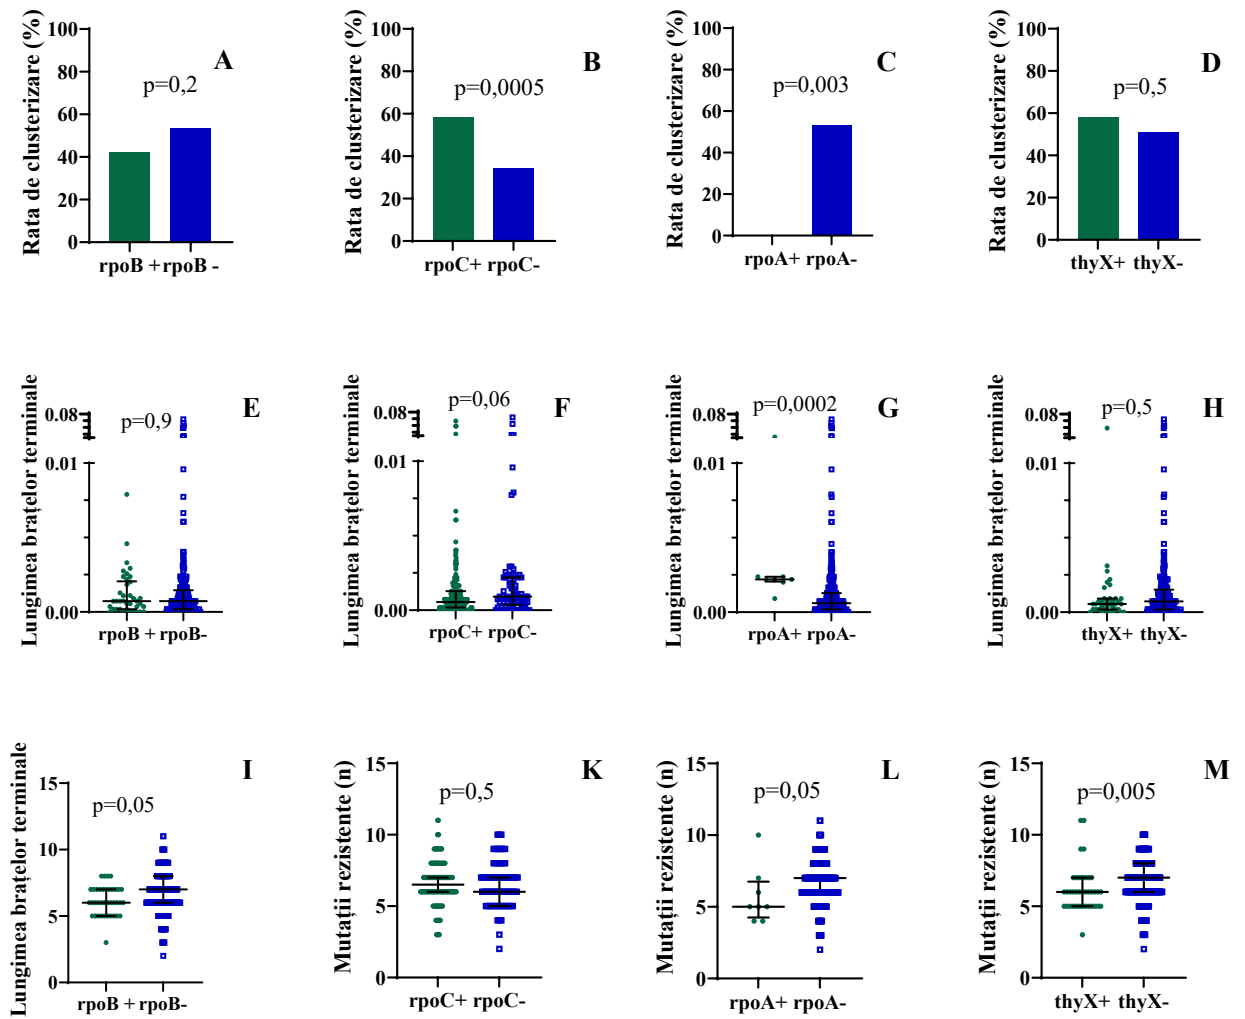 Rata de clusterizare (%)
100
80
60
40
20
0
p=0,2
A
rpoB + rpoB -
Rata de clusterizare (%)
100
80
60
40
20
0
p=0,0005
B
rpoC+ rpoC-
Rata de clusterizare (%)
100
80
60
40
20
0
p=0,003
C
rpoA+ rpoA-
Rata de clusterizare (%)
100
80
60
40
20
0
p=0,5
D
thyX+ thyX-
Lungimea brațelor terminale
0.08
0.01
0.00
p=0,9
E
rpoB + rpoB-
Lungimea brațelor terminale
0.08
0.01
0.00
p=0,06
F
rpoC+ rpoC-
Lungimea brațelor terminale
0.08
0.01
0.00
p=0,0002
G
rpoA+ rpoA-
Lungimea brațelor terminale
0.08
0.01
0.00
p=0,5
H
thyX+ thyX-
Lungimea brațelor terminale
15
10
5
0
p=0,05
I
rpoB + rpoB-
Mutații rezistente (n)
15
10
5
0
p=0,5
K
rpoC+ rpoC-
Mutații rezistente (n)
15
10
5
0
p=0,05
L
rpoA+ rpoA-
Mutații rezistente (n)
15
10
5
0
p=0,005
M
thyX+ thyX-